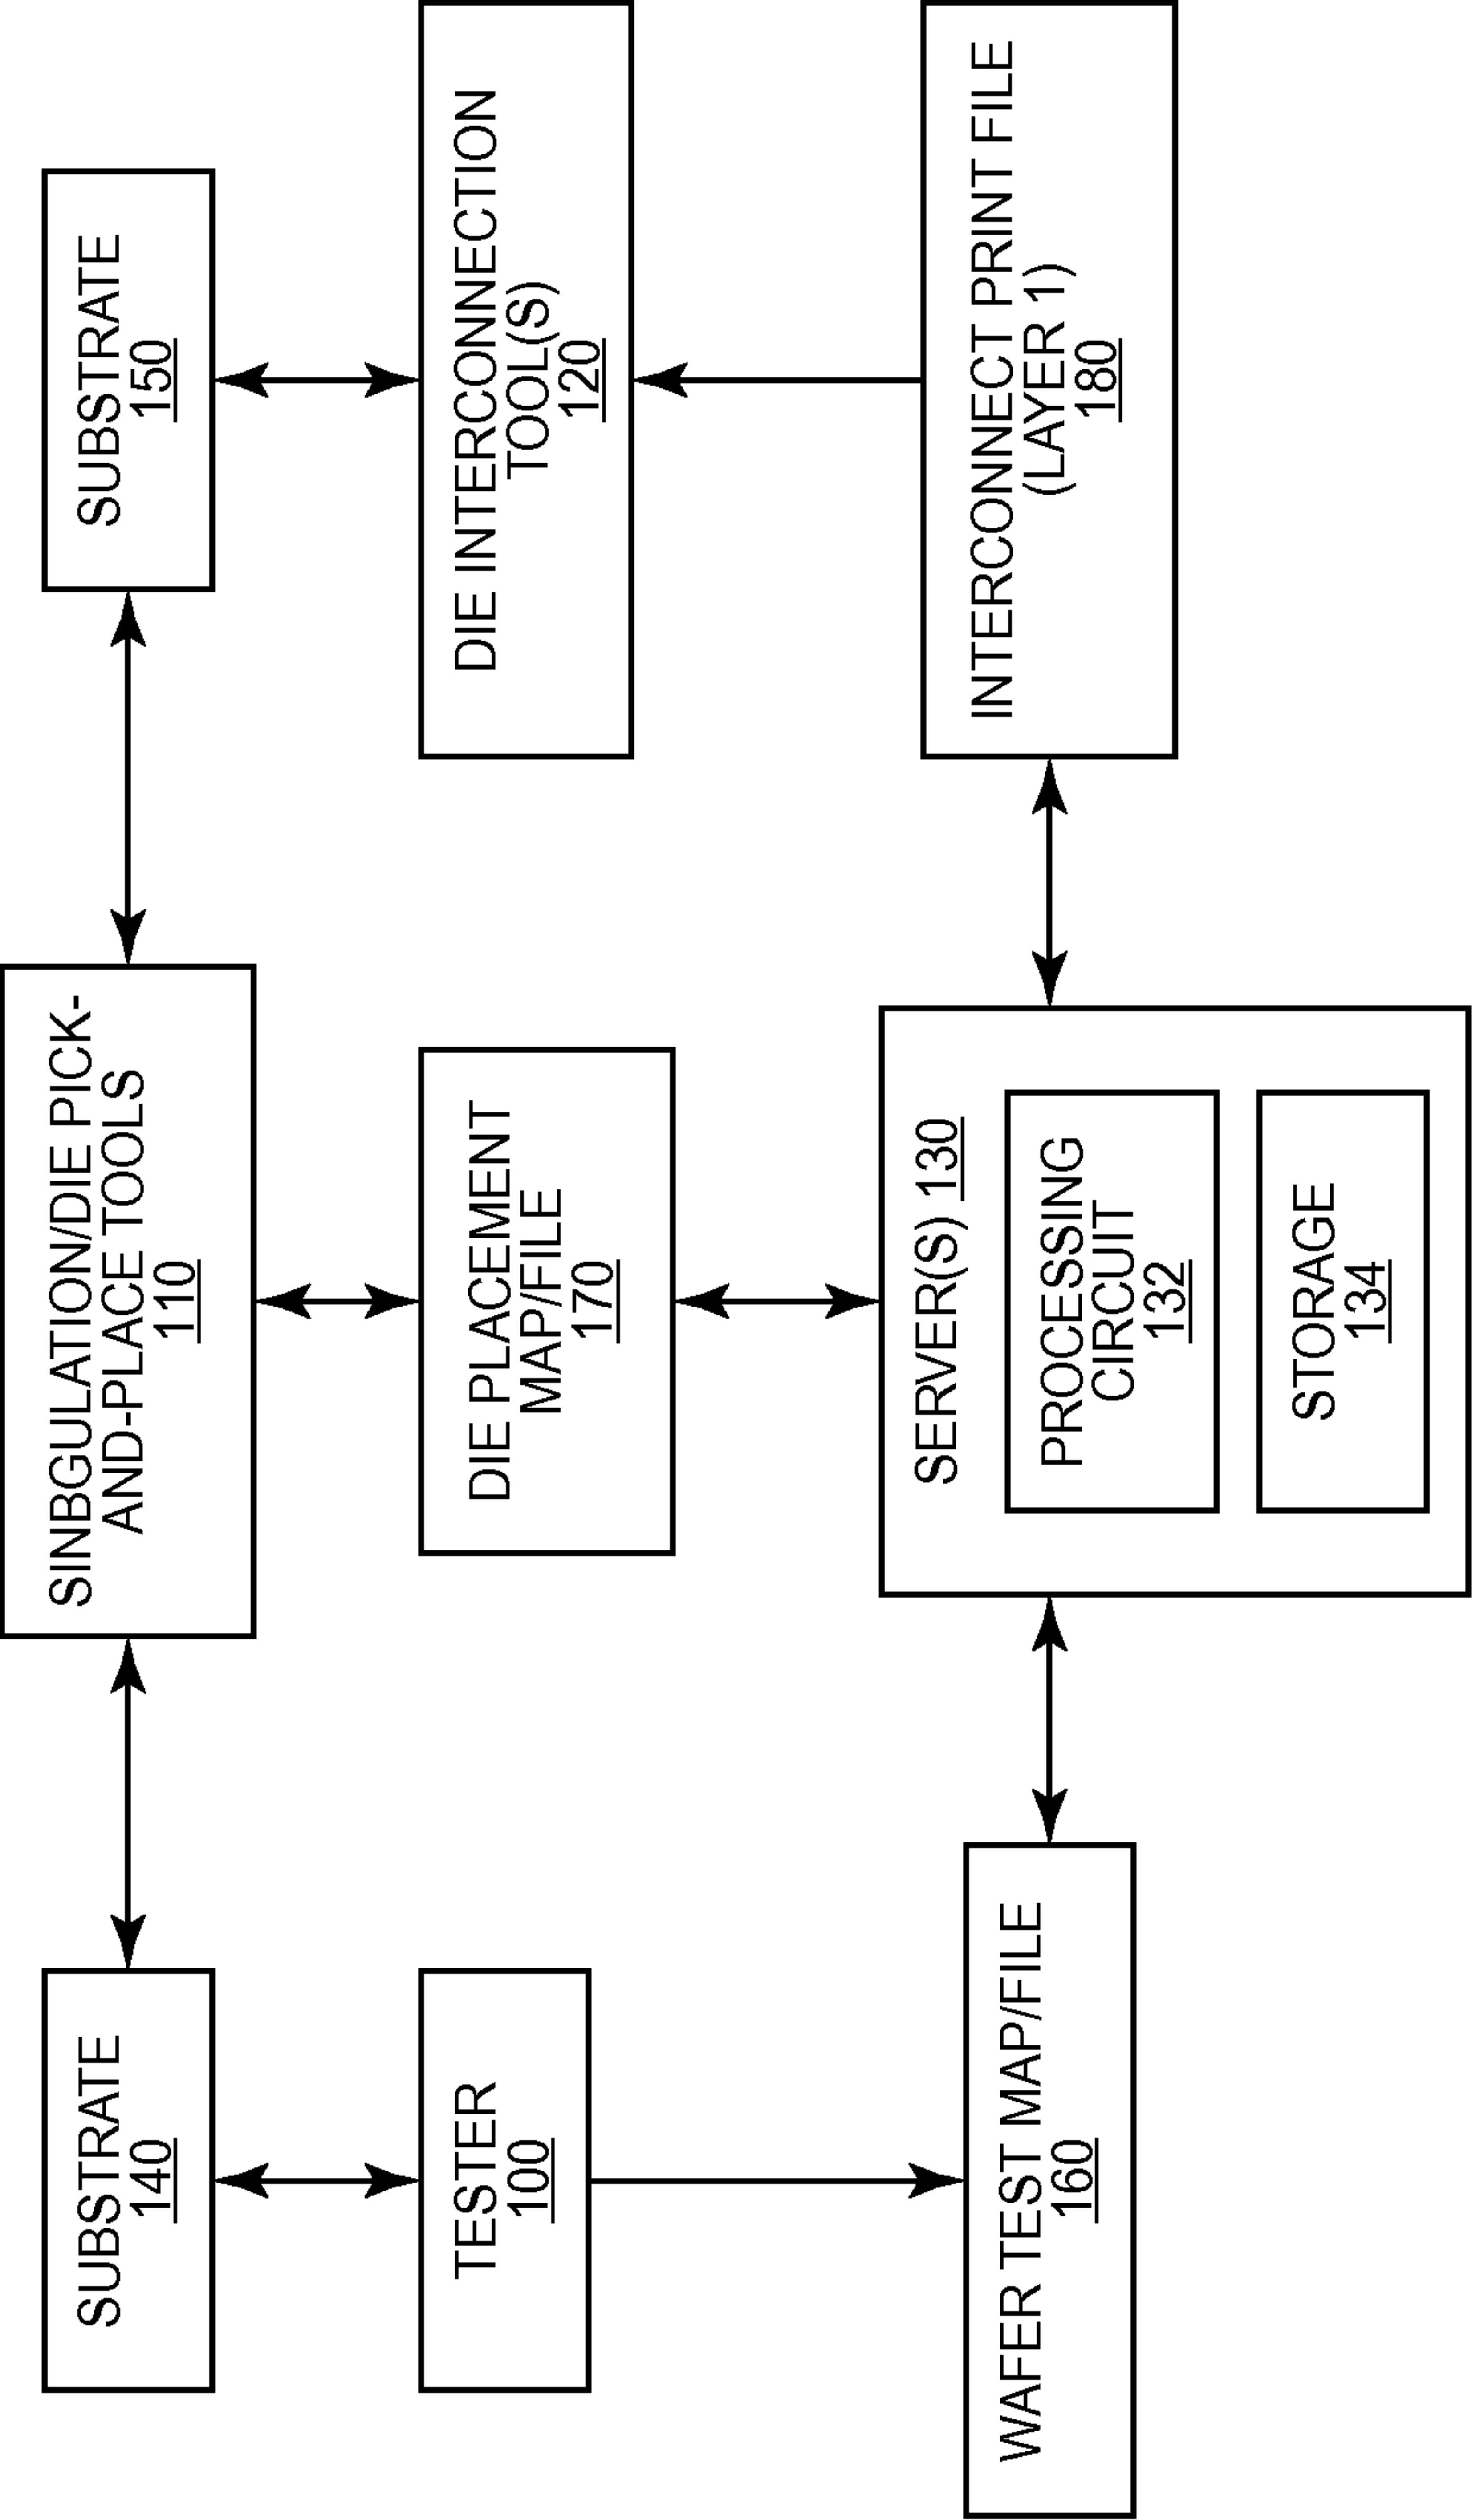 SUBSTRATE
140
SINBGULATION/DIE PICK-
AND-PLACE TOOLS
110
SUBSTRATE
150
TESTER
100
DIE PLACEMENT
MAP/FILE
170
DIE INTERCONNECTION
TOOL(S)
120
WAFER TEST MAP/FILE
160
SERVER(S) 130
PROCESSING
CIRCUIT
132
STORAGE
134
INTERCONNECT PRINT FILE
(LAYER 1)
180